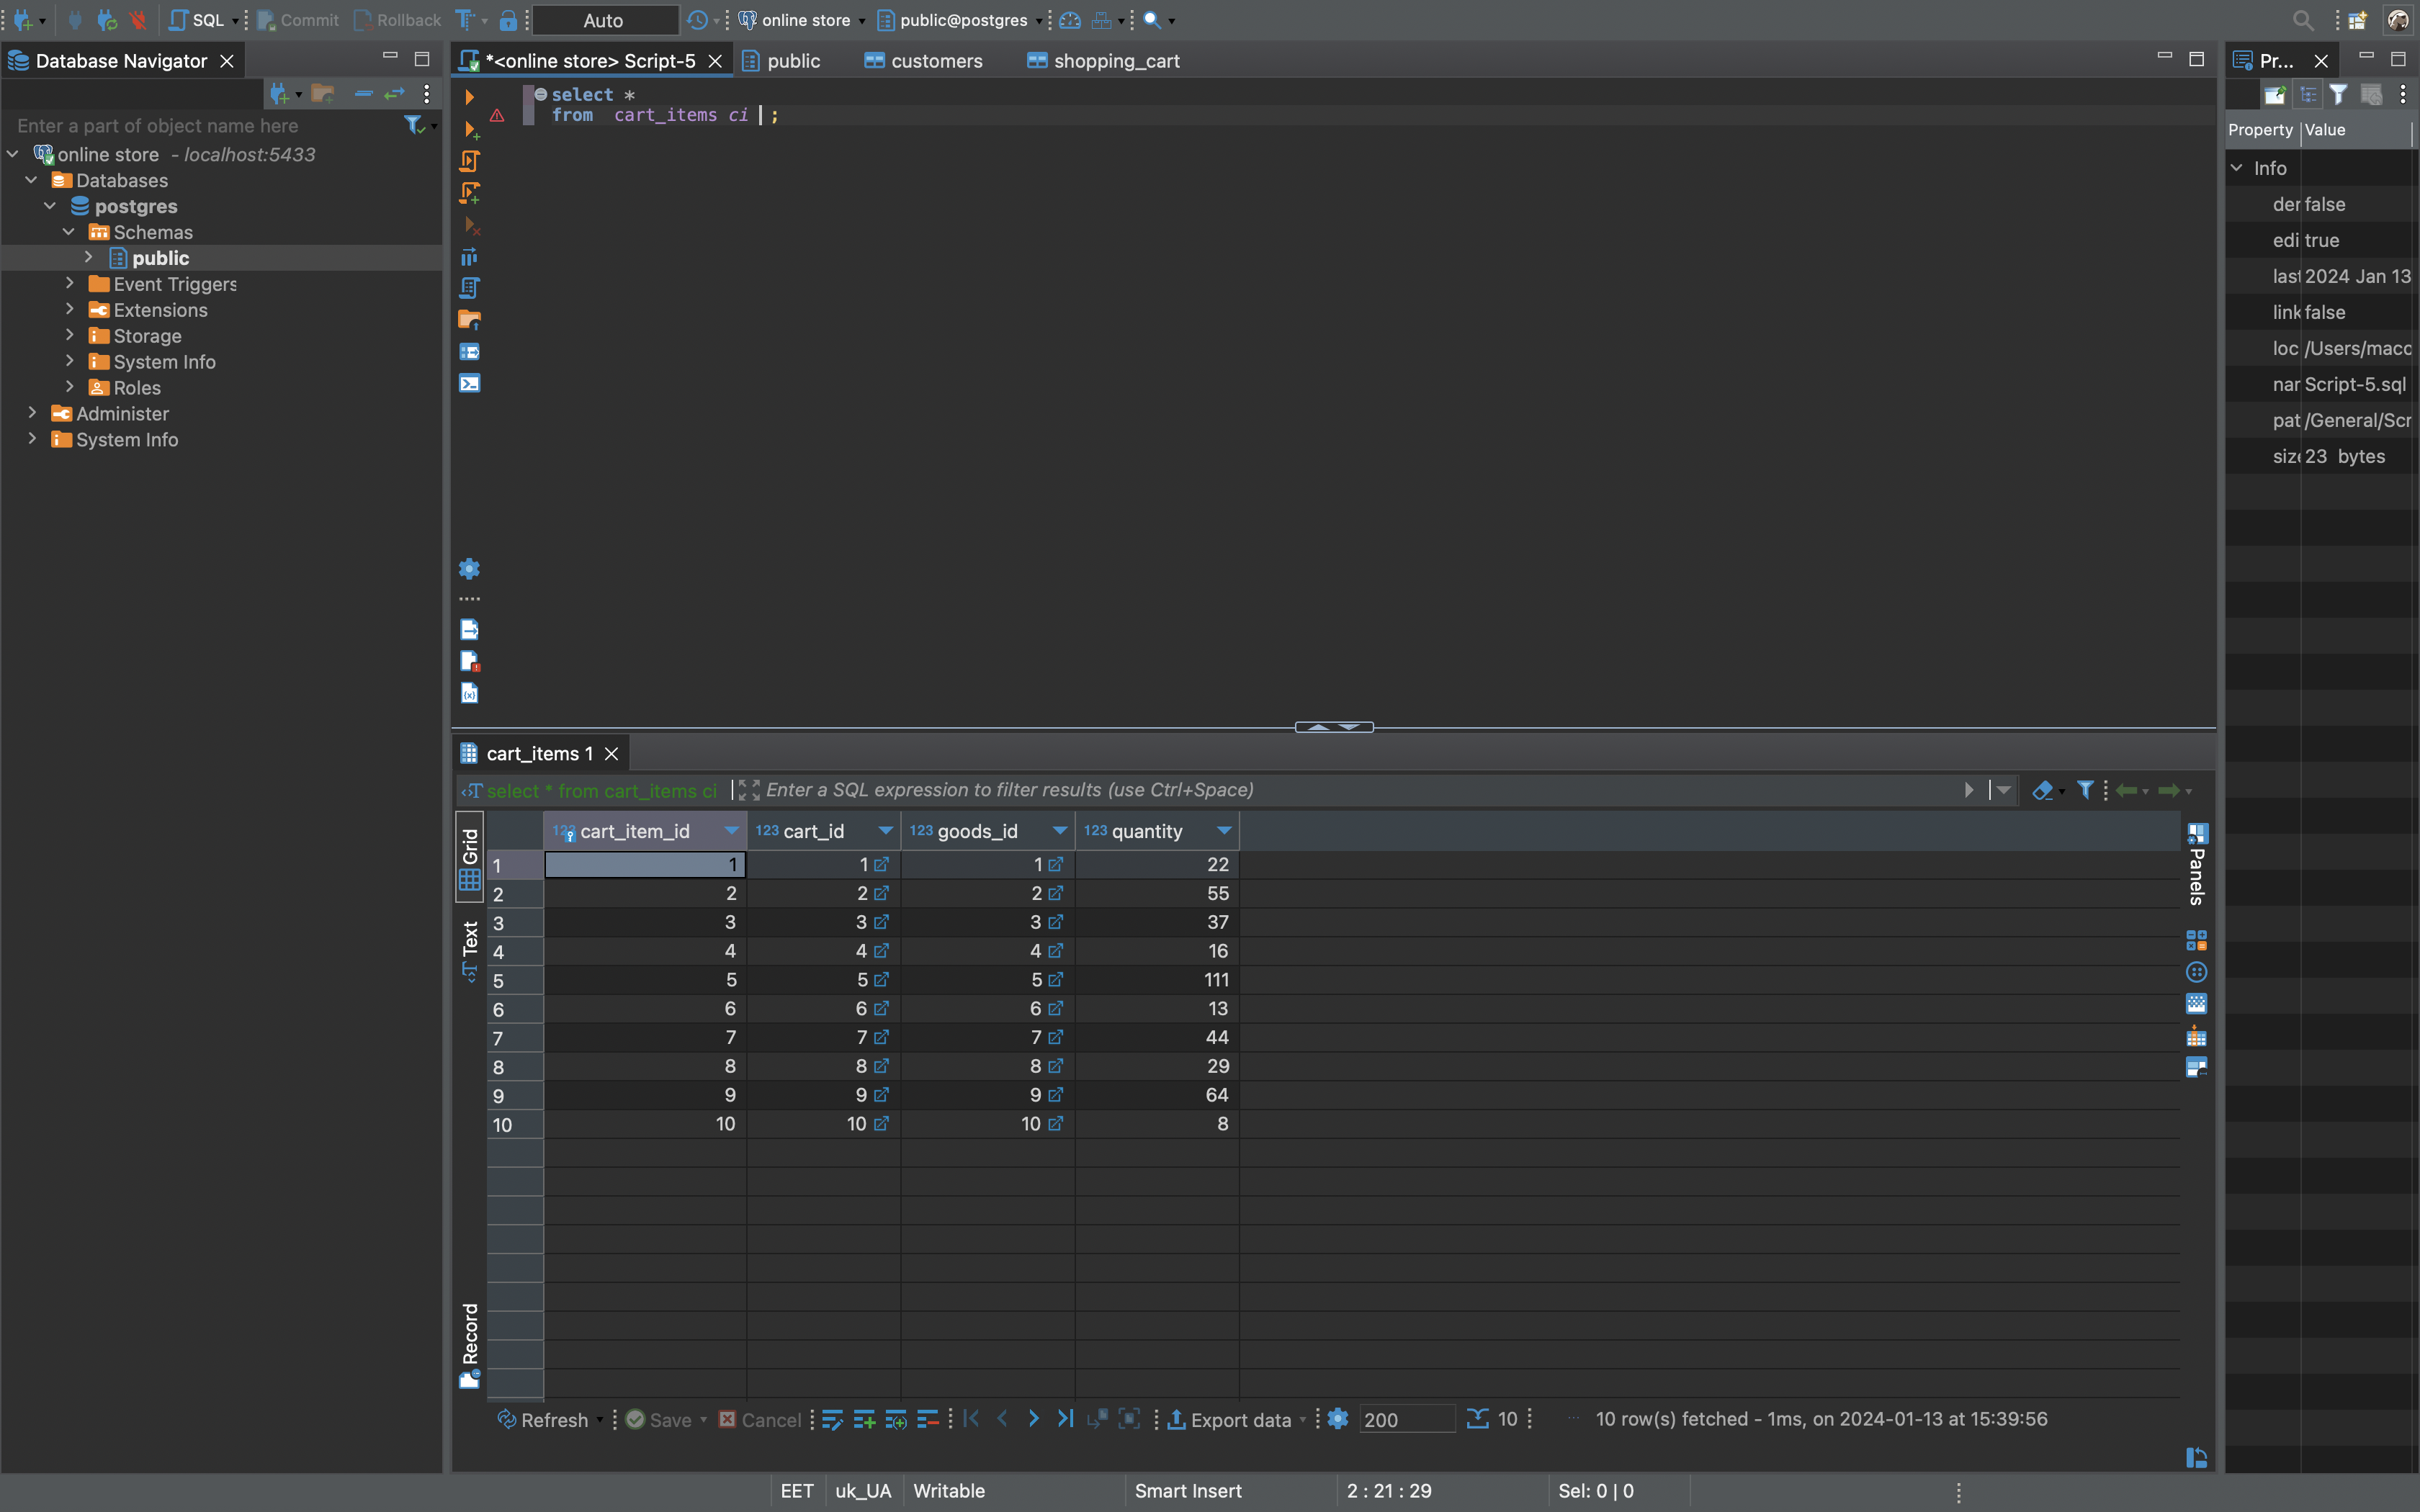 SQL Commit Rollback Auto online store public@postgres
Database Navigator
*<online store> Script-5 public customers shopping_cart
Pr...
Enter a part of object name here
online store - localhost:5433
Databases
postgres
Schemas
public
Event Triggers
Extensions
Storage
System Info
Roles
Administer
System Info
select *
from cart_items ci ;
Property Value
Info
der false
edi true
last 2024 Jan 13
link false
loc /Users/macc
nar Script-5.sql
pat /General/Scr
size 23 bytes
cart_items 1
select * from cart_items ci Enter a SQL expression to filter results (use Ctrl+Space)
Grid
Text
Record
Panels
123 cart_item_id 123 cart_id 123 goods_id 123 quantity
1 1 1 1 22
2 2 2 2 55
3 3 3 3 37
4 4 4 4 16
5 5 5 5 111
6 6 6 6 13
7 7 7 7 44
8 8 8 8 29
9 9 9 9 64
10 10 10 10 8
Refresh Save Cancel Export data 200 10 10 row(s) fetched - 1ms, on 2024-01-13 at 15:39:56
EET uk_UA Writable Smart Insert 2 : 21 : 29 Sel: 0 | 0